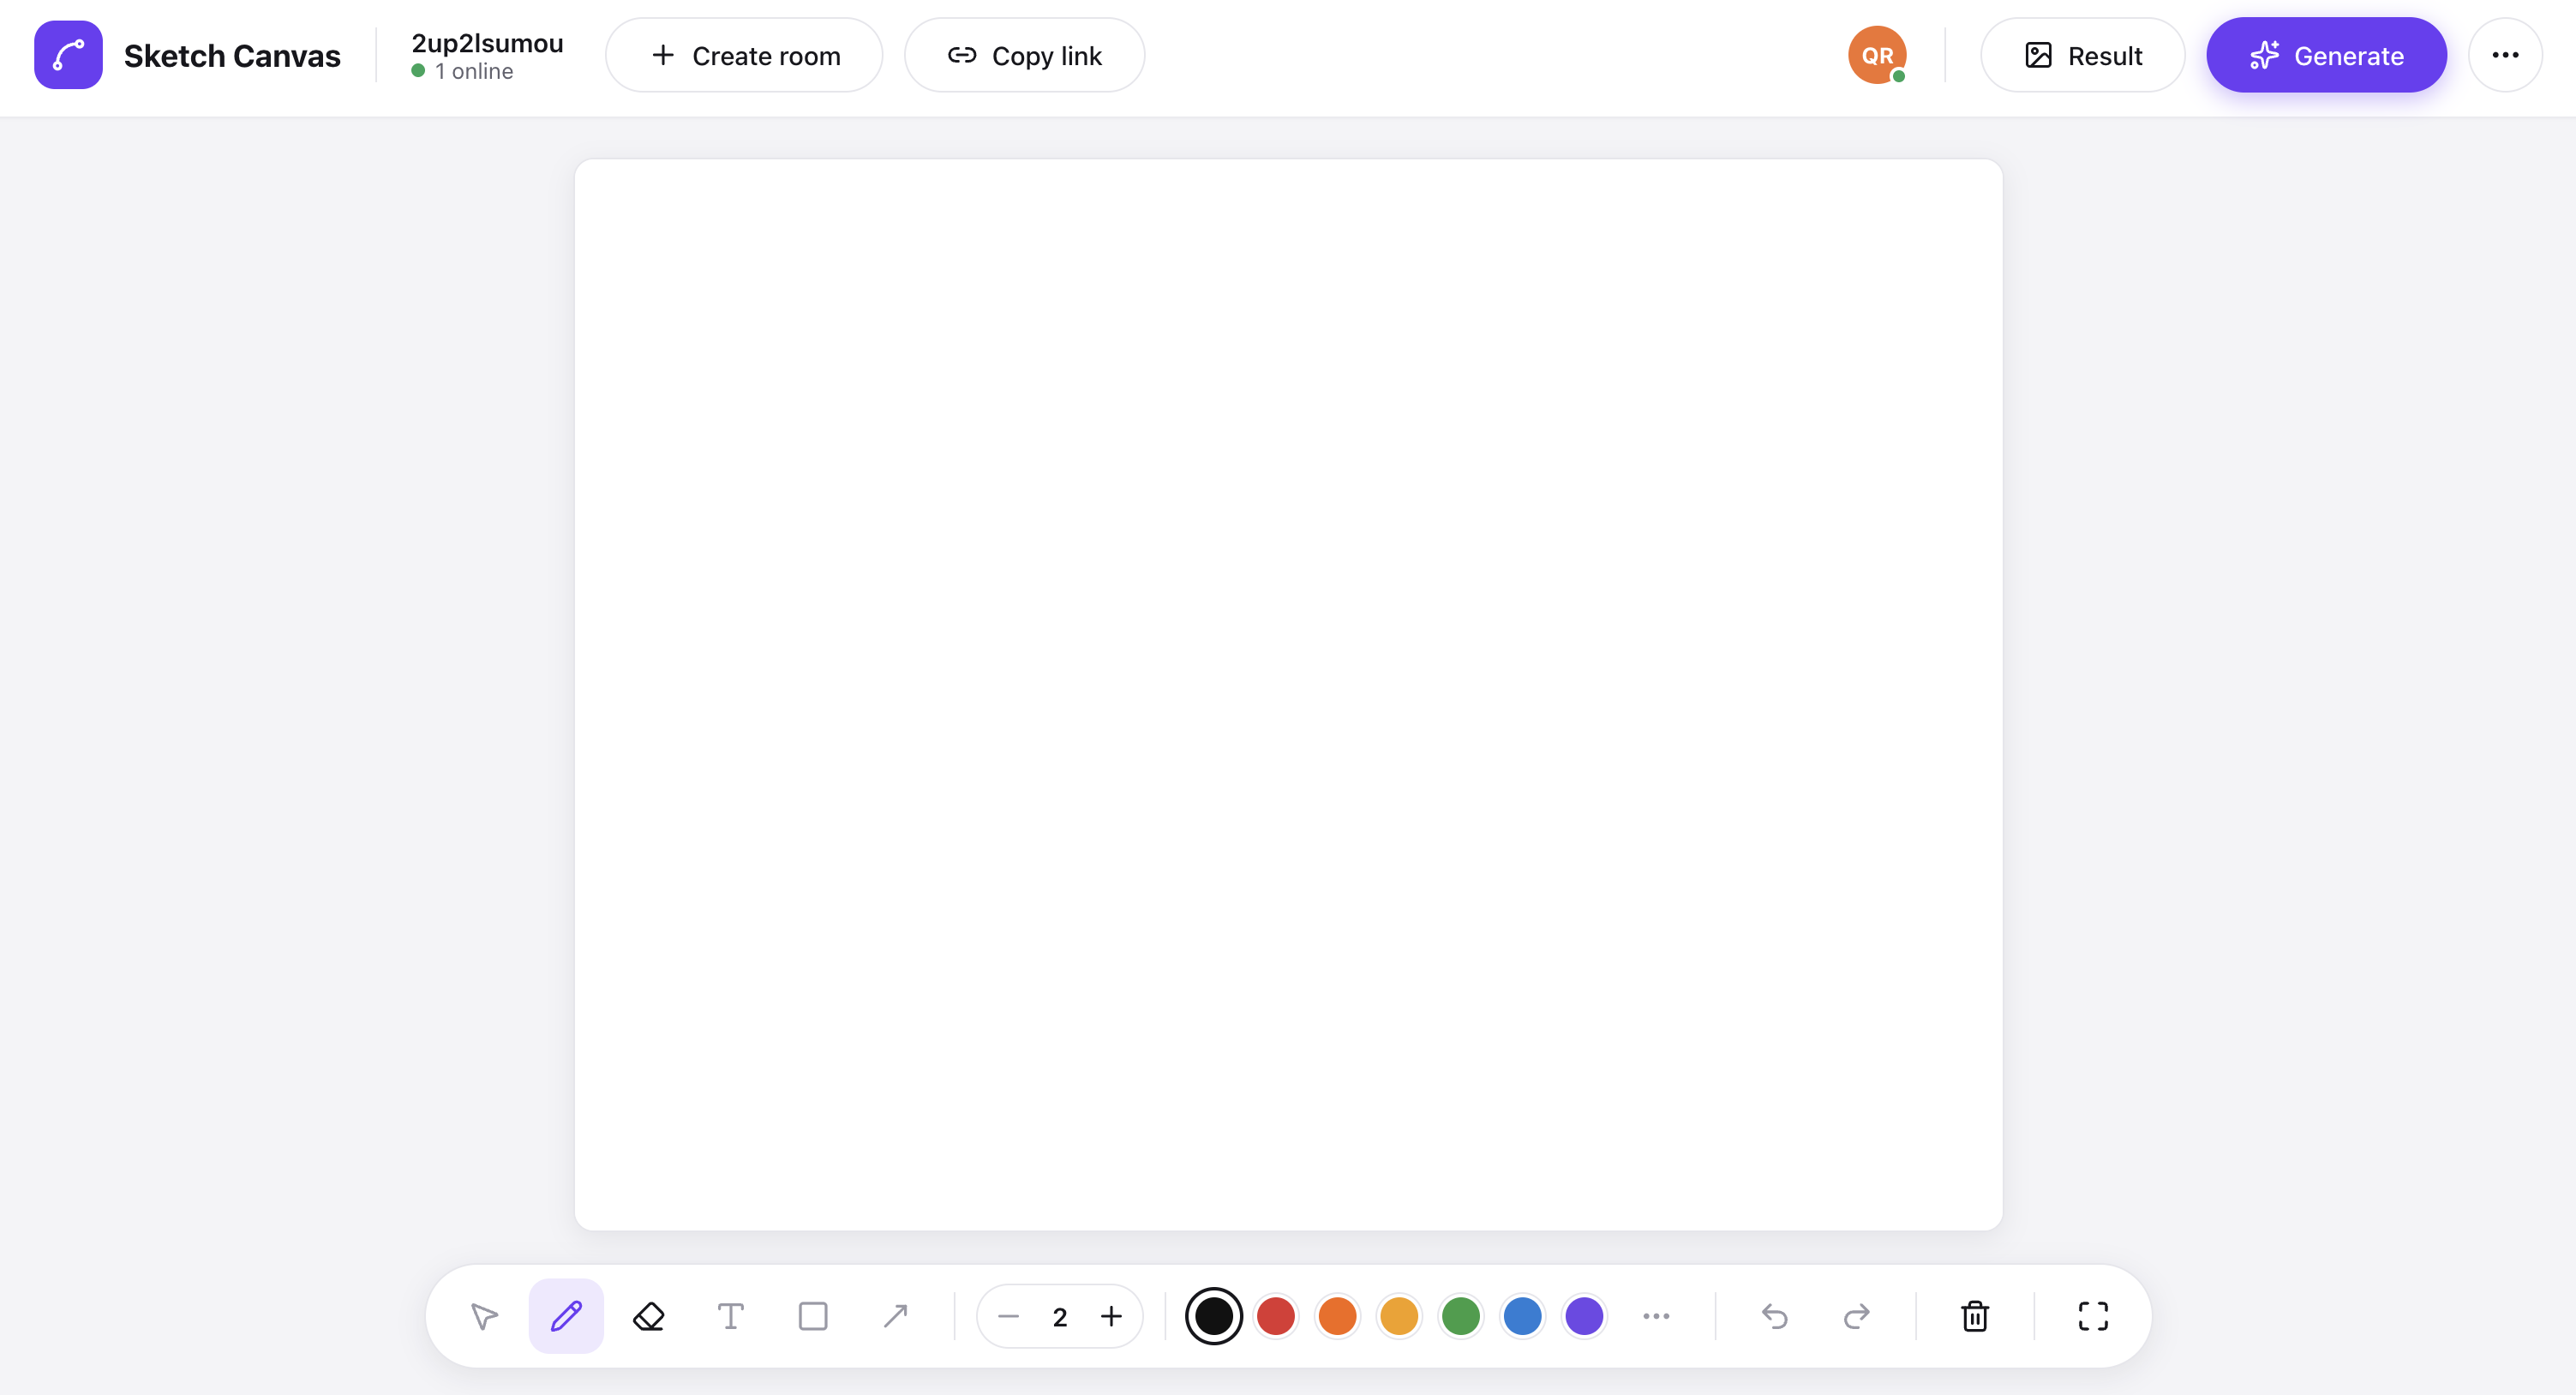 Sketch Canvas
2up2lsumou
1 online
Create room
Copy link
QR
Result
Generate
2